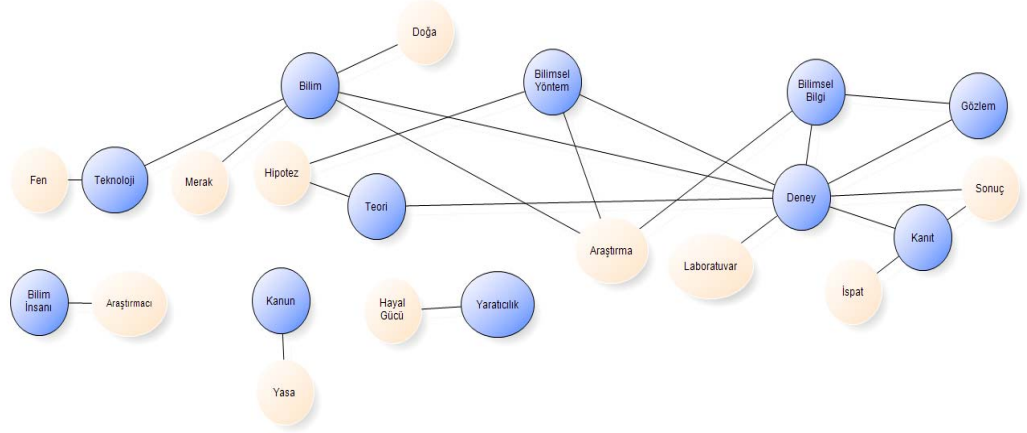 Doğa
Bilim
Bilimsel
Yöntem
Bilimsel
Bilgi
Gözlem
Fen
Teknoloji
Merak
Hipotez
Teori
Deney
Sonuç
Araştırma
Laboratuvar
Kanıt
İspat
Bilim
İnsanı
Araştırmacı
Kanun
Hayal
Gücü
Yaratıcılık
Yasa